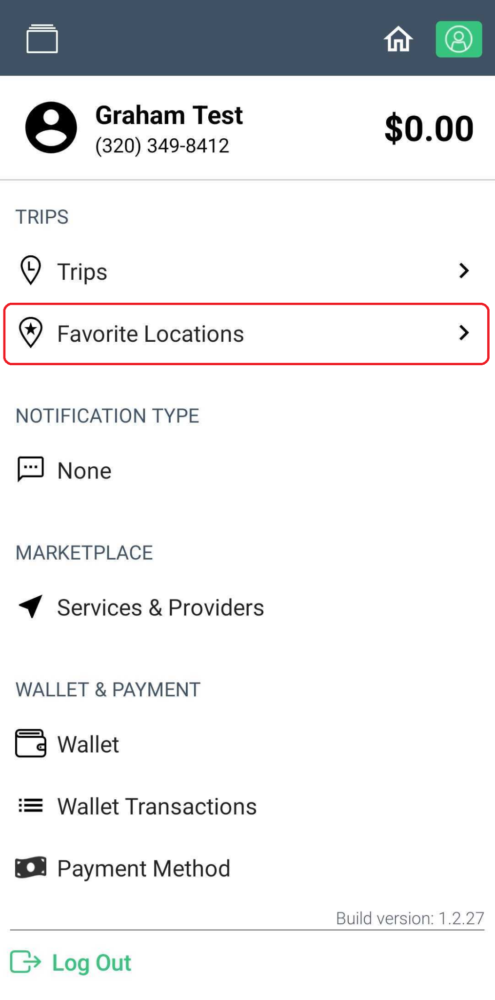 Graham Test
$0.00
(320) 349-8412
TRIPS
Trips
Favorite Locations
NOTIFICATION TYPE
None
MARKETPLACE
Services & Providers
WALLET & PAYMENT
Wallet
Wallet Transactions
Payment Method
Build version: 1.2.27
Log Out